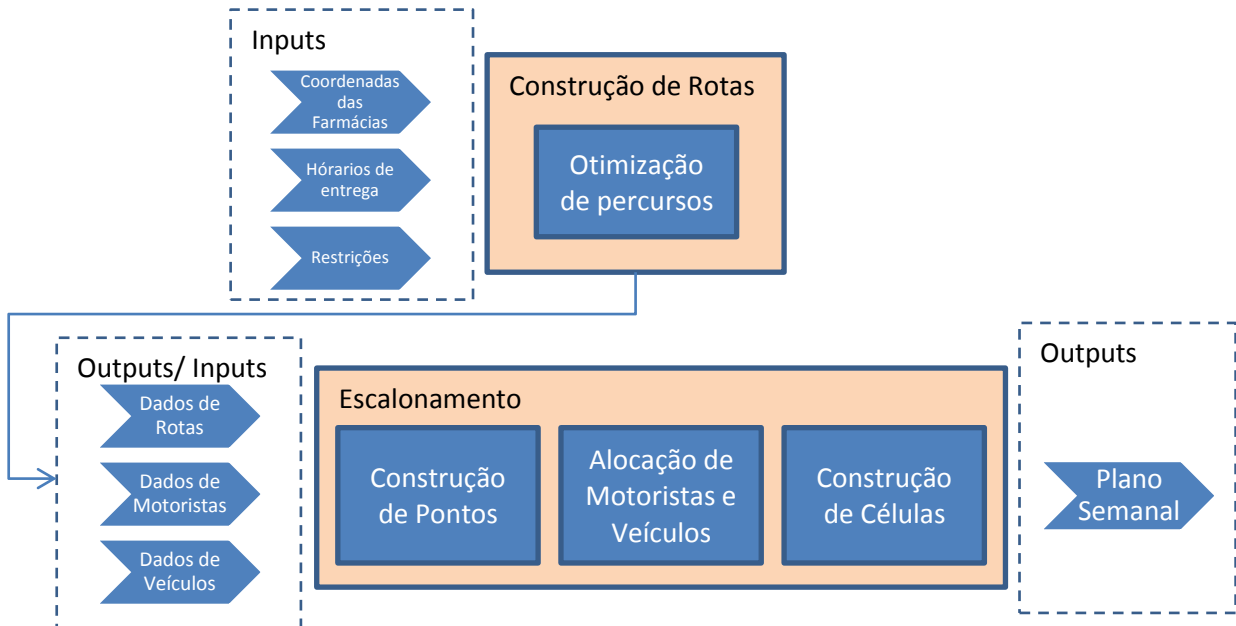 Inputs
Coordenadas
das
Farmácias
Hórarios de
entrega
Restrições
Construção de Rotas
Otimização
de percursos
Outputs/ Inputs
Dados de
Rotas
Dados de
Motoristas
Dados de
Veículos
Escalonamento
Construção
de Pontos
Alocação de
Motoristas e
Veículos
Construção
de Células
Outputs
Plano
Semanal